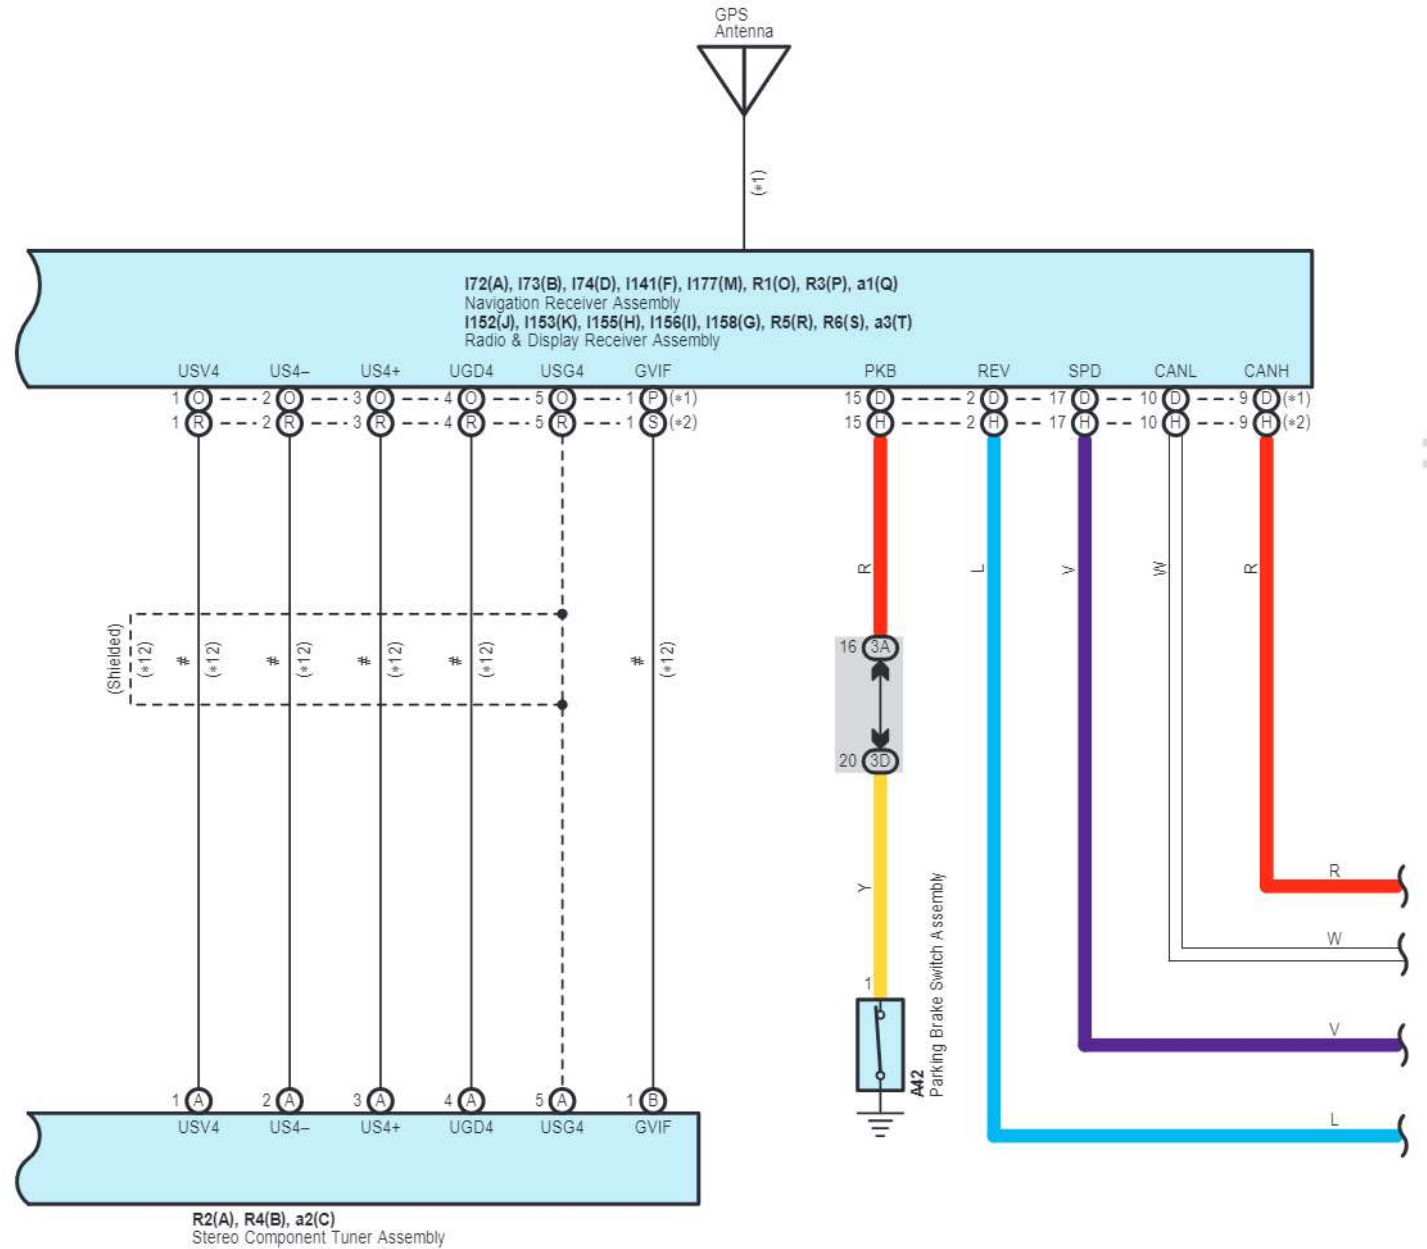 GPS
Antenna
(*1)
I72(A), I73(B), I74(D), I141(F), I177(M), R1(O), R3(P), a1(Q)
Navigation Receiver Assembly
I152(J), I153(K), I155(H), I156(I), I158(G), R5(R), R6(S), a3(T)
Radio & Display Receiver Assembly
USV4 US4– US4+ UGD4 USG4 GVIF PKB REV SPD CANL CANH
1 O 2 O 3 O 4 O 5 O 1 P (*1) 15 D 2 D 17 D 10 D 9 D (*1)
1 R 2 R 3 R 4 R 5 R 1 S (*2) 15 H 2 H 17 H 10 H 9 H (*2)
R L V W R
(Shielded) (*12) # (*12) # (*12) # (*12) # (*12) # (*12)
16 3A
20 3D
Y
R
W
V
L
1
A42
Parking Brake Switch Assembly
1 A 2 A 3 A 4 A 5 A 1 B
USV4 US4– US4+ UGD4 USG4 GVIF
R2(A), R4(B), a2(C)
Stereo Component Tuner Assembly